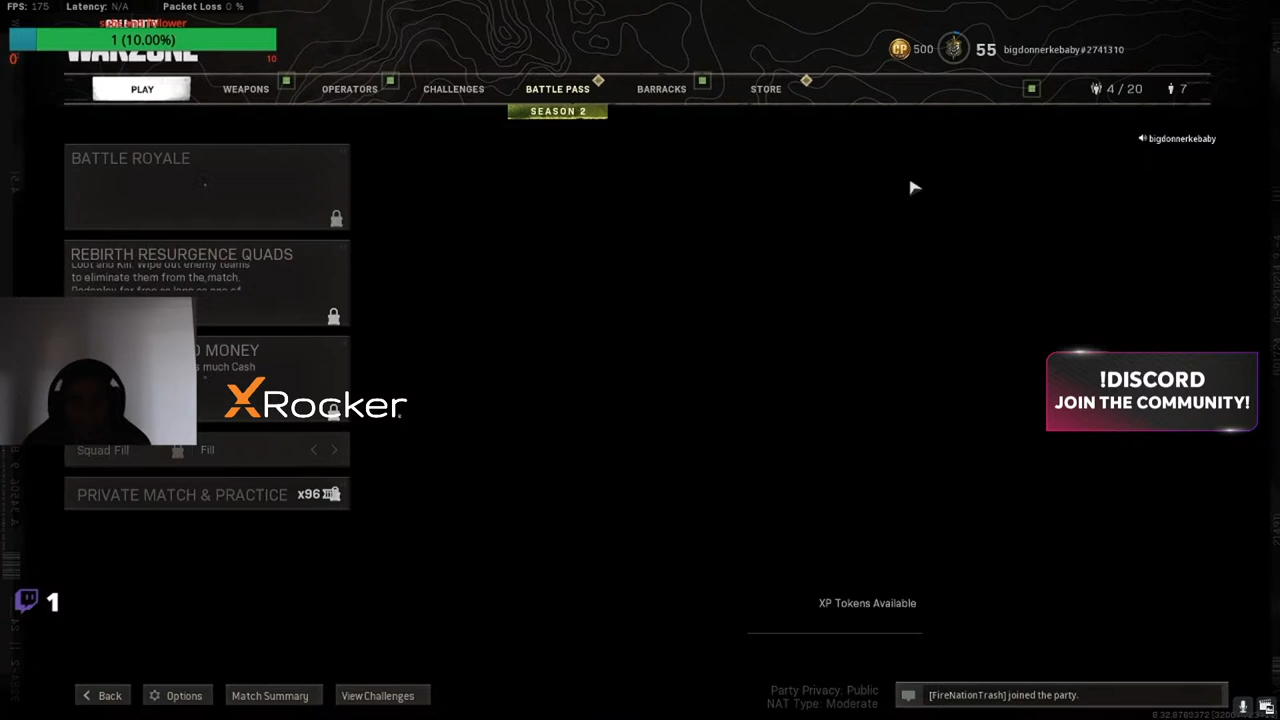 FPS: 175 Latency: N/A Packet Loss 0 %
1 (10.00%)
0
10
WARZONE
500
55 bigdonnerkebaby#2741310
PLAY WEAPONS OPERATORS CHALLENGES BATTLE PASS BARRACKS STORE 4 / 20 7
SEASON 2
bigdonnerkebaby
BATTLE ROYALE
REBIRTH RESURGENCE QUADS
Loot and Kill. Wipe out enemy teams
to eliminate them from the match.
MONEY
much Cash
XRocker
!DISCORD
JOIN THE COMMUNITY!
Squad Fill Fill
PRIVATE MATCH & PRACTICE x96
1
XP Tokens Available
Back Options Match Summary View Challenges
Party Privacy: Public
NAT Type: Moderate
[FireNationTrash] joined the party.